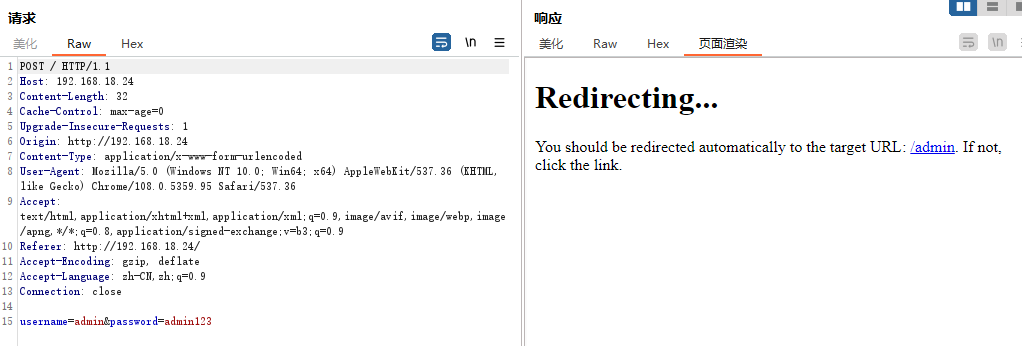 请求
美化 Raw Hex \n
1 POST / HTTP/1.1
2 Host: 192.168.18.24
3 Content-Length: 32
4 Cache-Control: max-age=0
5 Upgrade-Insecure-Requests: 1
6 Origin: http://192.168.18.24
7 Content-Type: application/x-www-form-urlencoded
8 User-Agent: Mozilla/5.0 (Windows NT 10.0; Win64; x64) AppleWebKit/537.36 (KHTML,
like Gecko) Chrome/108.0.5359.95 Safari/537.36
9 Accept:
text/html,application/xhtml+xml,application/xml;q=0.9,image/avif,image/webp,image
/apng,*/*;q=0.8,application/signed-exchange;v=b3;q=0.9
10 Referer: http://192.168.18.24/
11 Accept-Encoding: gzip, deflate
12 Accept-Language: zh-CN,zh;q=0.9
13 Connection: close
14
15 username=admin&password=admin123
响应
美化 Raw Hex 页面渲染 \n
Redirecting...
You should be redirected automatically to the target URL: /admin. If not,
click the link.